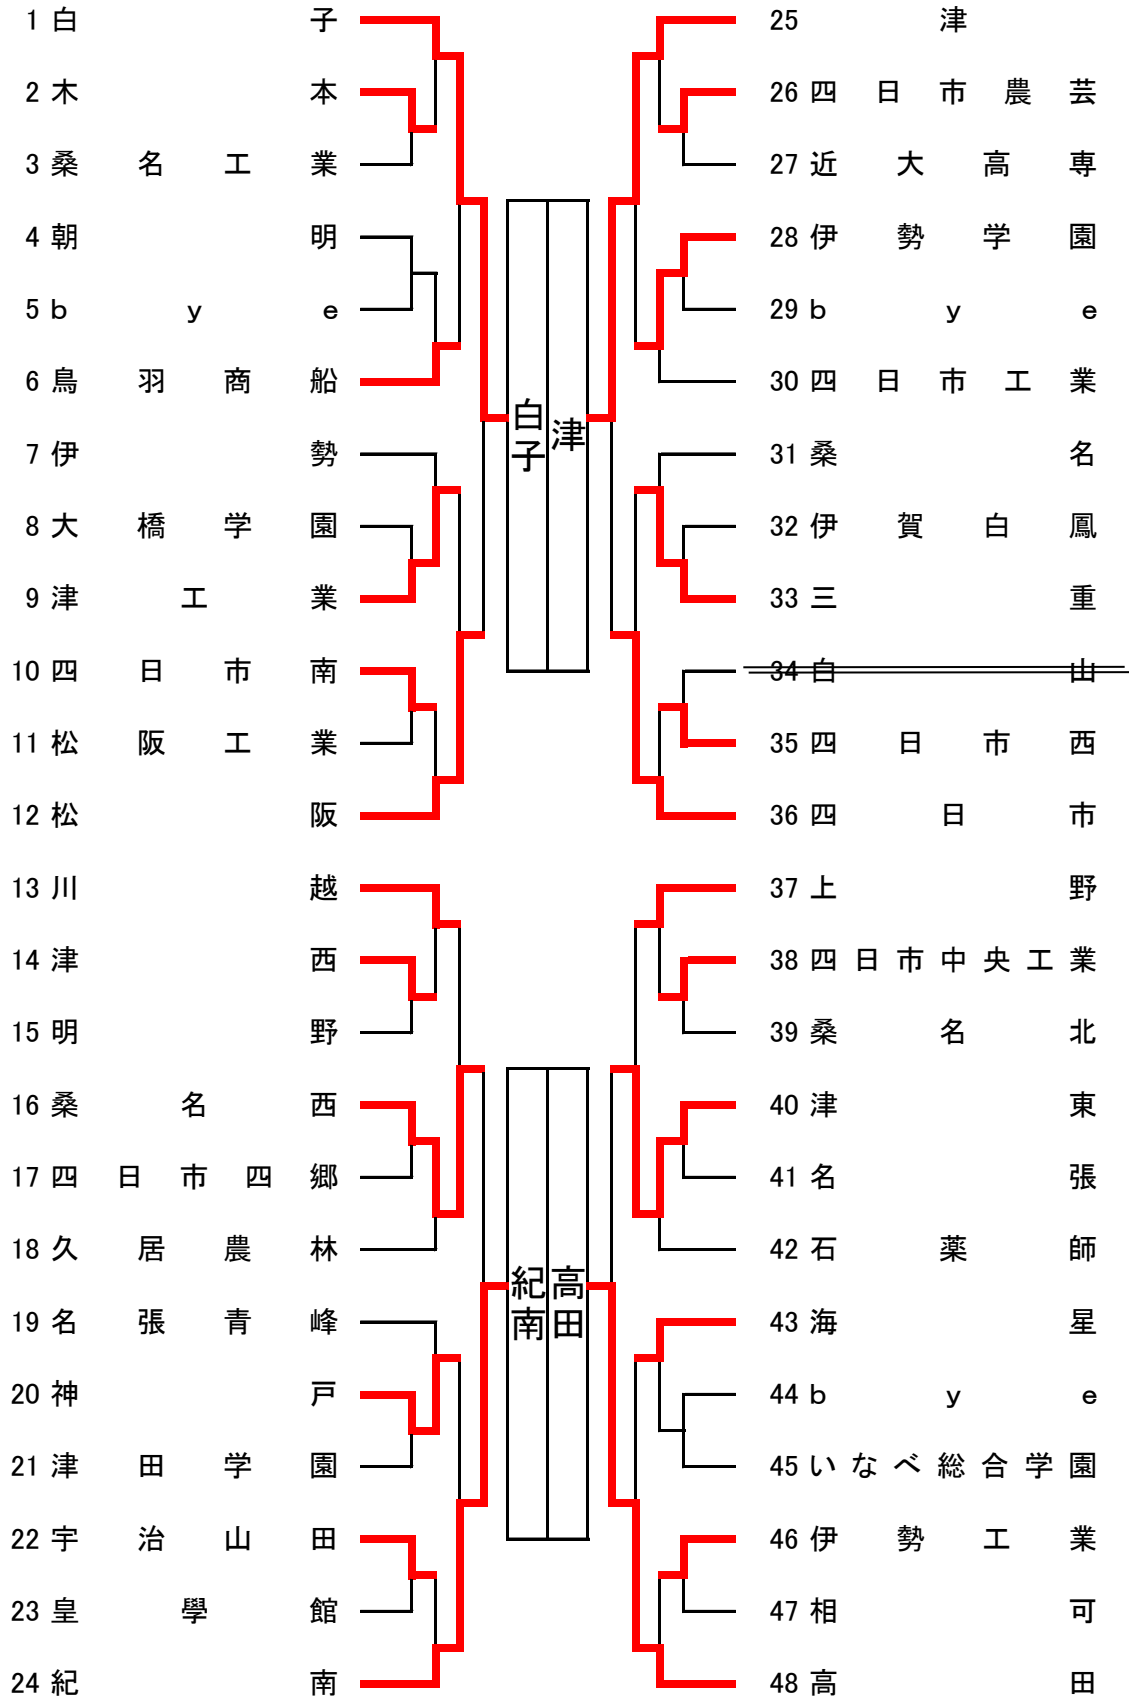 1 白子
2 木本
3 桑名工業
4 朝明
5 ｂｙｅ
6 鳥羽商船
7 伊勢
8 大橋学園
9 津工業
10 四日市南
11 松阪工業
12 松阪
13 川越
14 津西
15 明野
16 桑名西
17 四日市四郷
18 久居農林
19 名張青峰
20 神戸
21 津田学園
22 宇治山田
23 皇學館
24 紀南
白子
津
紀南
高田
25 津
26 四日市農芸
27 近大高専
28 伊勢学園
29 ｂｙｅ
30 四日市工業
31 桑名
32 伊賀白鳳
33 三重
34 白山
35 四日市西
36 四日市
37 上野
38 四日市中央工業
39 桑名北
40 津東
41 名張
42 石薬師
43 海星
44 ｂｙｅ
45 いなべ総合学園
46 伊勢工業
47 相可
48 高田